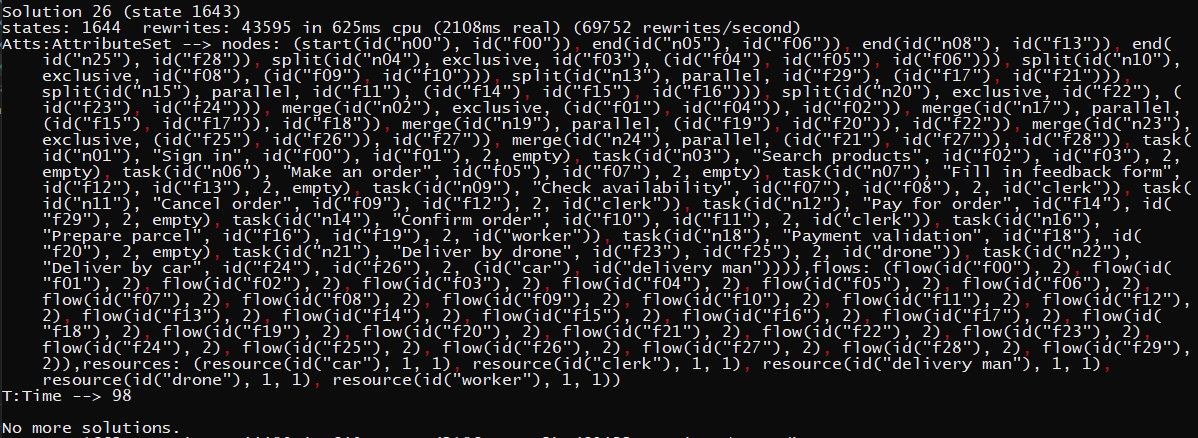 Solution 26 (state 1643)
states: 1644  rewrites: 43595 in 625ms cpu (2108ms real) (69752 rewrites/second)
Atts:AttributeSet --> nodes: (start(id("n00"), id("f00")), end(id("n05"), id("f06")), end(id("n08"), id("f13")), end(
id("n25"), id("f28")), split(id("n04"), exclusive, id("f03"), (id("f04"), id("f05"), id("f06"))), split(id("n10"),
exclusive, id("f08"), (id("f09"), id("f10"))), split(id("n13"), parallel, id("f29"), (id("f17"), id("f21"))),
split(id("n15"), parallel, id("f11"), (id("f14"), id("f15"), id("f16"))), split(id("n20"), exclusive, id("f22"), (
id("f23"), id("f24"))), merge(id("n02"), exclusive, (id("f01"), id("f04")), id("f02")), merge(id("n17"), parallel,
(id("f15"), id("f17")), id("f18")), merge(id("n19"), parallel, (id("f19"), id("f20")), id("f22")), merge(id("n23"),
exclusive, (id("f25"), id("f26")), id("f27")), merge(id("n24"), parallel, (id("f21"), id("f27")), id("f28")), task(
id("n01"), "Sign in", id("f00"), id("f01"), 2, empty), task(id("n03"), "Search products", id("f02"), id("f03"), 2,
empty), task(id("n06"), "Make an order", id("f05"), id("f07"), 2, empty), task(id("n07"), "Fill in feedback form",
id("f12"), id("f13"), 2, empty), task(id("n09"), "Check availability", id("f07"), id("f08"), 2, id("clerk")), task(
id("n11"), "Cancel order", id("f09"), id("f12"), 2, id("clerk")), task(id("n12"), "Pay for order", id("f14"), id(
"f29"), 2, empty), task(id("n14"), "Confirm order", id("f10"), id("f11"), 2, id("clerk")), task(id("n16"),
"Prepare parcel", id("f16"), id("f19"), 2, id("worker")), task(id("n18"), "Payment validation", id("f18"), id(
"f20"), 2, empty), task(id("n21"), "Deliver by drone", id("f23"), id("f25"), 2, id("drone")), task(id("n22"),
"Deliver by car", id("f24"), id("f26"), 2, (id("car"), id("delivery man")))),flows: (flow(id("f00"), 2), flow(id(
"f01"), 2), flow(id("f02"), 2), flow(id("f03"), 2), flow(id("f04"), 2), flow(id("f05"), 2), flow(id("f06"), 2),
flow(id("f07"), 2), flow(id("f08"), 2), flow(id("f09"), 2), flow(id("f10"), 2), flow(id("f11"), 2), flow(id("f12"),
2), flow(id("f13"), 2), flow(id("f14"), 2), flow(id("f15"), 2), flow(id("f16"), 2), flow(id("f17"), 2), flow(id(
"f18"), 2), flow(id("f19"), 2), flow(id("f20"), 2), flow(id("f21"), 2), flow(id("f22"), 2), flow(id("f23"), 2),
flow(id("f24"), 2), flow(id("f25"), 2), flow(id("f26"), 2), flow(id("f27"), 2), flow(id("f28"), 2), flow(id("f29"),
2)),resources: (resource(id("car"), 1, 1), resource(id("clerk"), 1, 1), resource(id("delivery man"), 1, 1),
resource(id("drone"), 1, 1), resource(id("worker"), 1, 1))
T:Time --> 98
No more solutions.